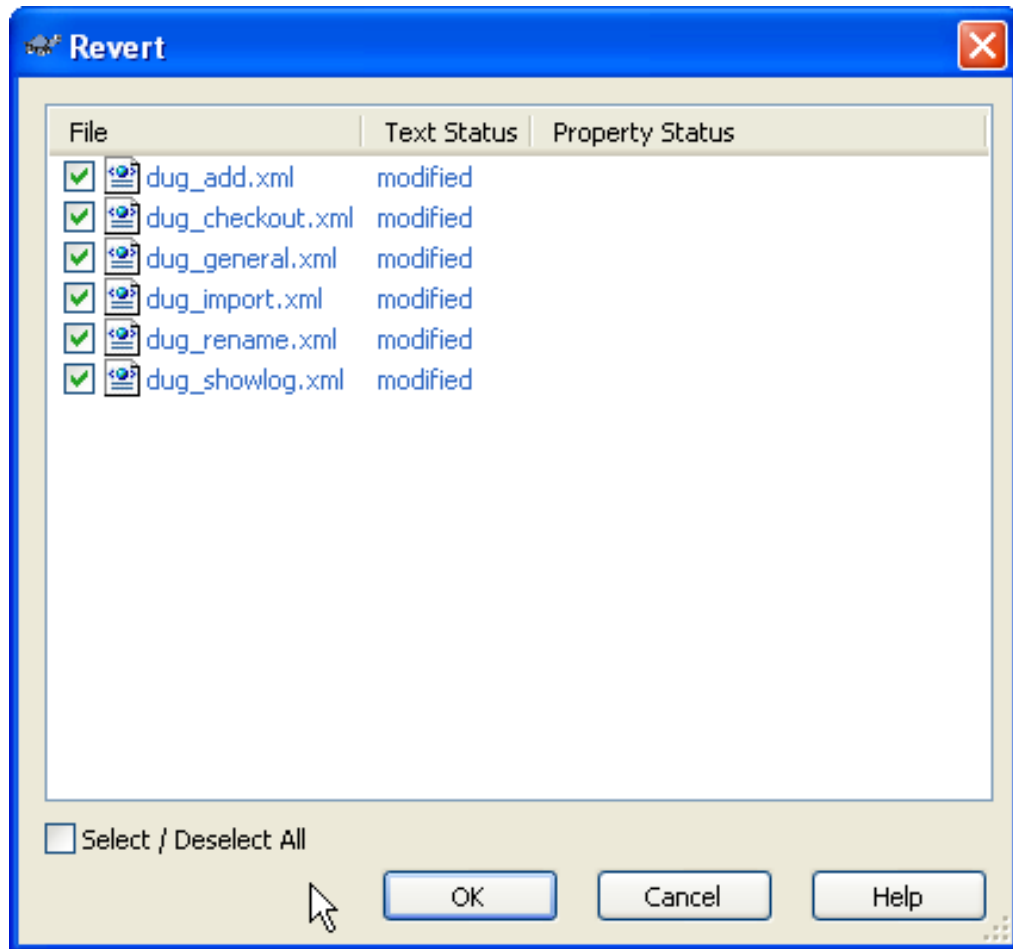 Revert
File Text Status Property Status
dug_add.xml modified
dug_checkout.xml modified
dug_general.xml modified
dug_import.xml modified
dug_rename.xml modified
dug_showlog.xml modified
Select / Deselect All
OK Cancel Help